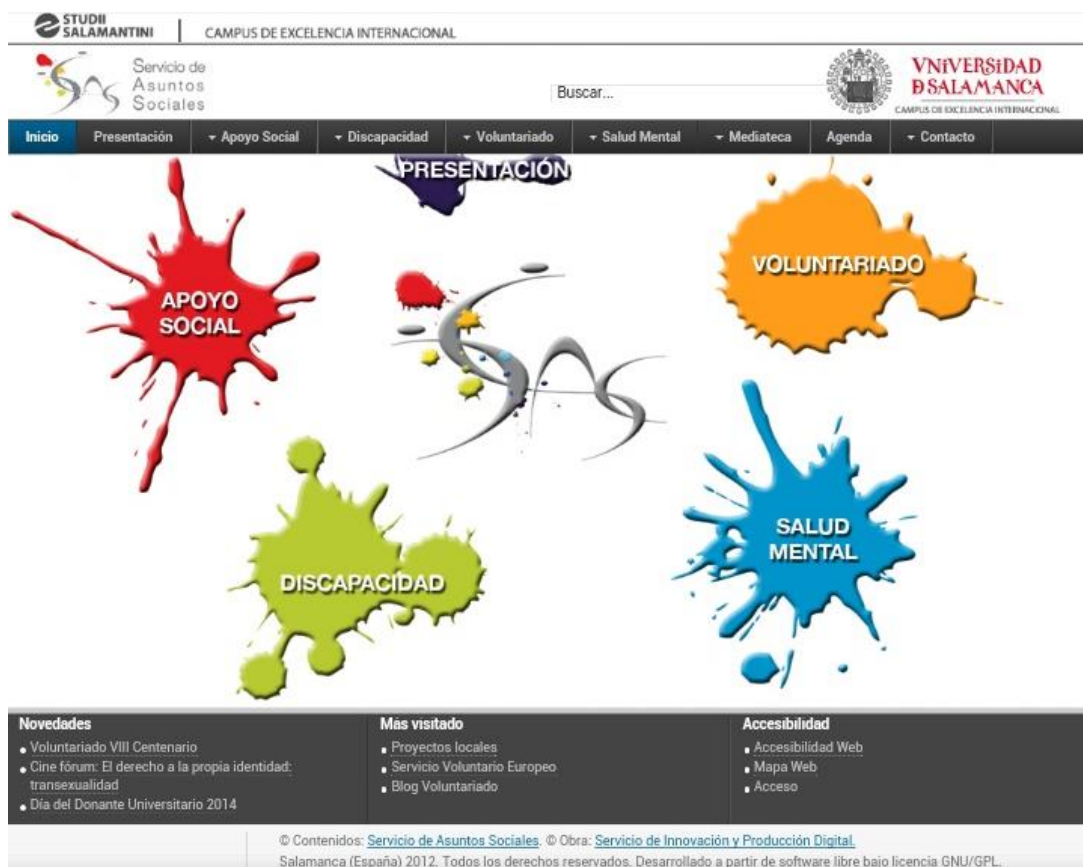 STUDII
SALAMANTINI
CAMPUS DE EXCELENCIA INTERNACIONAL
Servicio de
Asuntos
Sociales
Buscar...
VNiVERSiDAD
D SALAMANCA
CAMPUS DE EXCELENCIA INTERNACIONAL
Inicio Presentación Apoyo Social Discapacidad Voluntariado Salud Mental Mediateca Agenda Contacto
PRESENTACIÓN
VOLUNTARIADO
APOYO
SOCIAL
SAS
SALUD
MENTAL
DISCAPACIDAD
Novedades
Voluntariado VIII Centenario
Cine fórum: El derecho a la propia identidad:
transexualidad
Día del Donante Universitario 2014
Más visitado
Proyectos locales
Servicio Voluntario Europeo
Blog Voluntariado
Accesibilidad
Accesibilidad Web
Mapa Web
Acceso
© Contenidos: Servicio de Asuntos Sociales. © Obra: Servicio de Innovación y Producción Digital.
Salamanca (España) 2012. Todos los derechos reservados. Desarrollado a partir de software libre bajo licencia GNU/GPL.